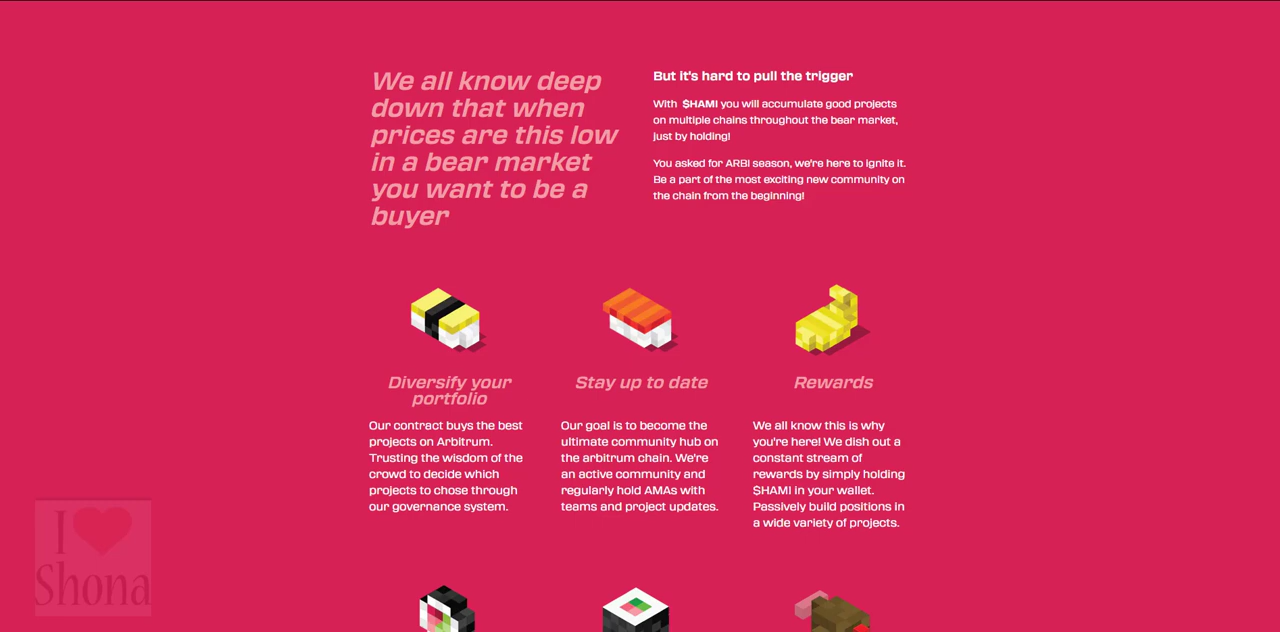 We all know deep
down that when
prices are this low
in a bear market
you want to be a
buyer
But it's hard to pull the trigger
With $HAMI you will accumulate good projects
on multiple chains throughout the bear market,
just by holding!
You asked for ARBI season, we're here to ignite it.
Be a part of the most exciting new community on
the chain from the beginning!
Diversify your
portfolio
Our contract buys the best
projects on Arbitrum.
Trusting the wisdom of the
crowd to decide which
projects to chose through
our governance system.
Stay up to date
Our goal is to become the
ultimate community hub on
the arbitrum chain. We're
an active community and
regularly hold AMAs with
teams and project updates.
Rewards
We all know this is why
you're here! We dish out a
constant stream of
rewards by simply holding
$HAMI in your wallet.
Passively build positions in
a wide variety of projects.
I
Shona